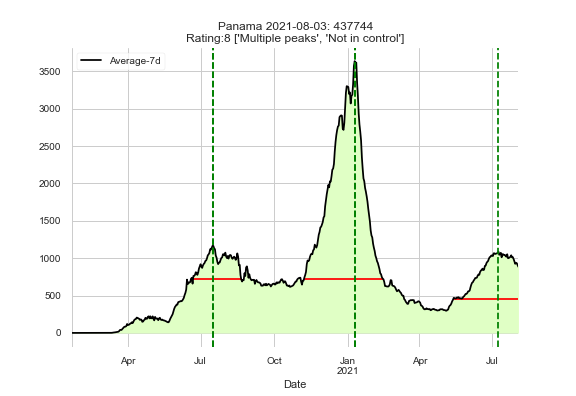 Panama 2021-08-03: 437744
Rating:8 ['Multiple peaks', 'Not in control']
Average-7d
3500
3000
2500
2000
1500
1000
500
0
Apr Jul Oct Jan Apr Jul
2021
Date